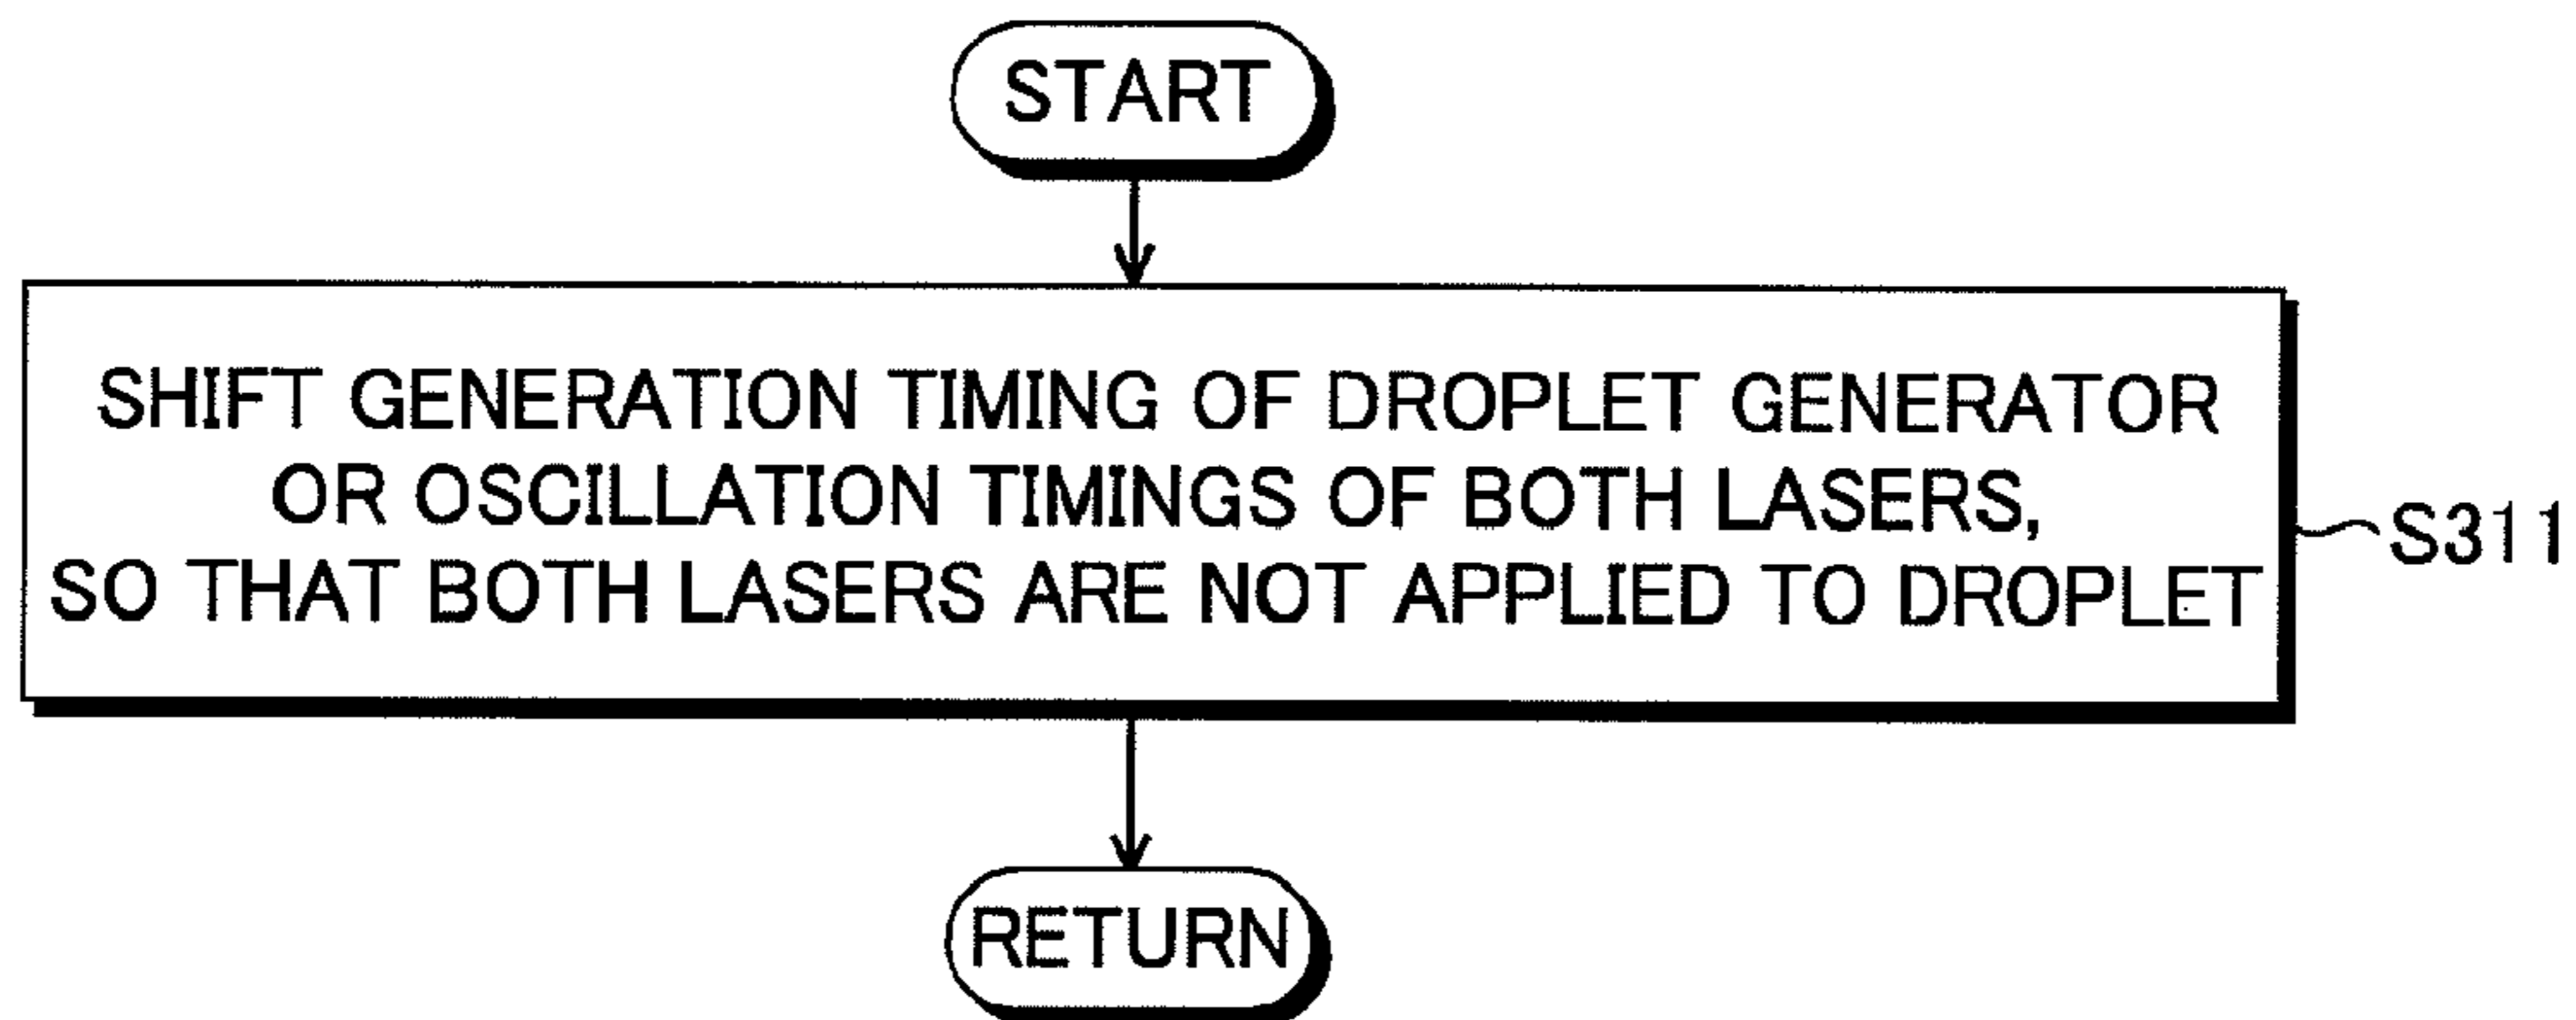 START
SHIFT GENERATION TIMING OF DROPLET GENERATOR
OR OSCILLATION TIMINGS OF BOTH LASERS,
SO THAT BOTH LASERS ARE NOT APPLIED TO DROPLET
S311
RETURN